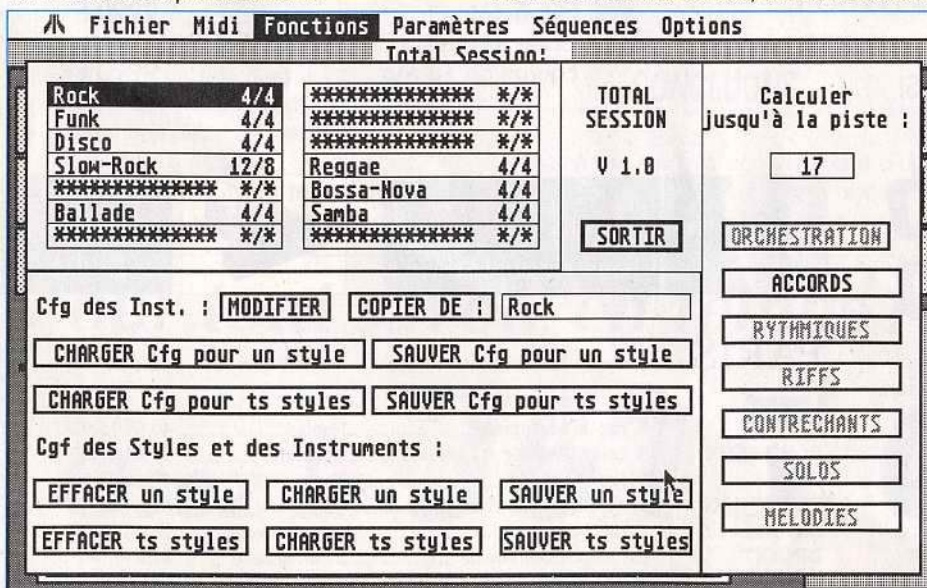 Fichier Midi Fonctions Paramètres Séquences Options
Total Session:
Rock 4/4
Funk 4/4
Disco 4/4
Slow-Rock 12/8
************** */*
Ballade 4/4
************** */*
************** */*
************** */*
************** */*
Reggae 4/4
Bossa-Nova 4/4
Samba 4/4
************** */*
TOTAL
SESSION
V 1.0
SORTIR
Calculer
jusqu'à la piste :
17
ORCHESTRATION
ACCORDS
RYTHMIQUES
RIFFS
CONTRECHANTS
SOLOS
MELODIES
Cfg des Inst. : MODIFIER COPIER DE : Rock
CHARGER Cfg pour un style SAUVER Cfg pour un style
CHARGER Cfg pour ts styles SAUVER Cfg pour ts styles
Cgf des Styles et des Instruments :
EFFACER un style CHARGER un style SAUVER un style
EFFACER ts styles CHARGER ts styles SAUVER ts styles